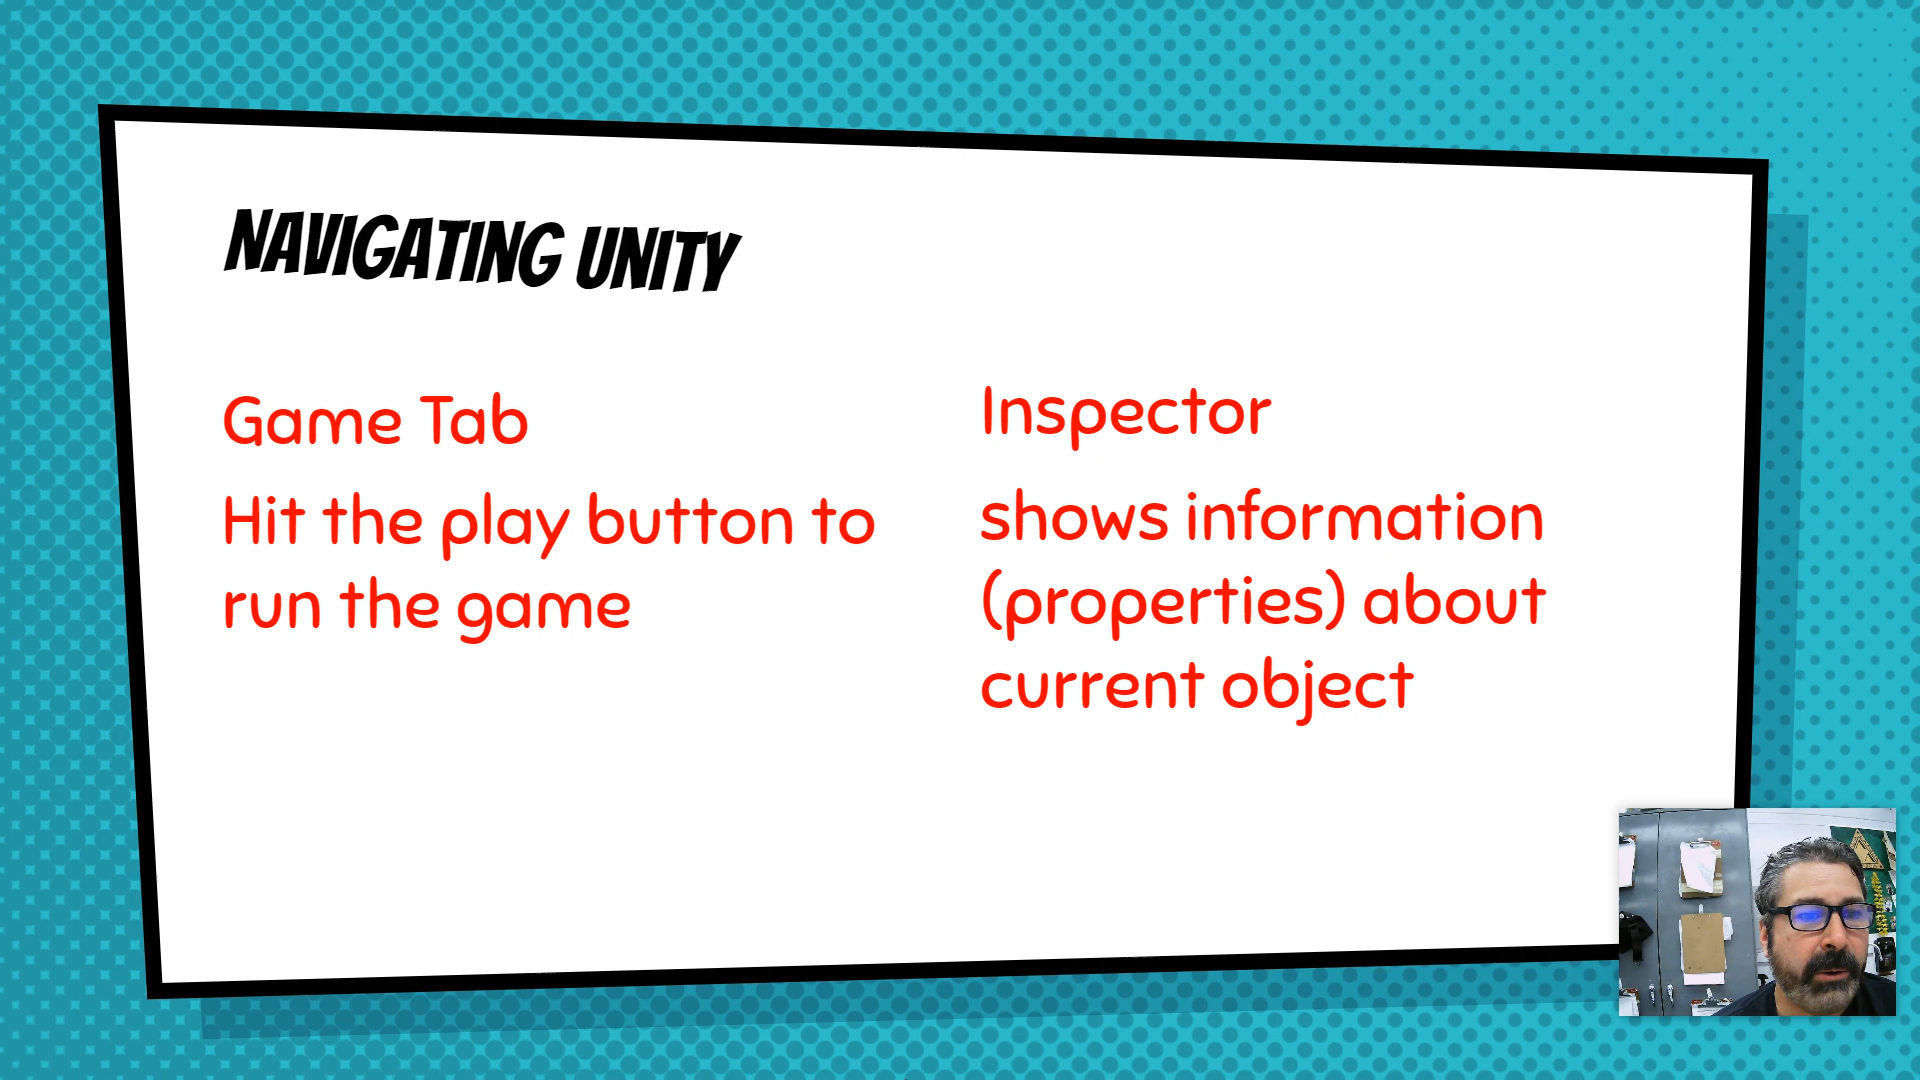 NAVIGATING UNITY
Game Tab
Hit the play button to
run the game
Inspector
shows information
(properties) about
current object